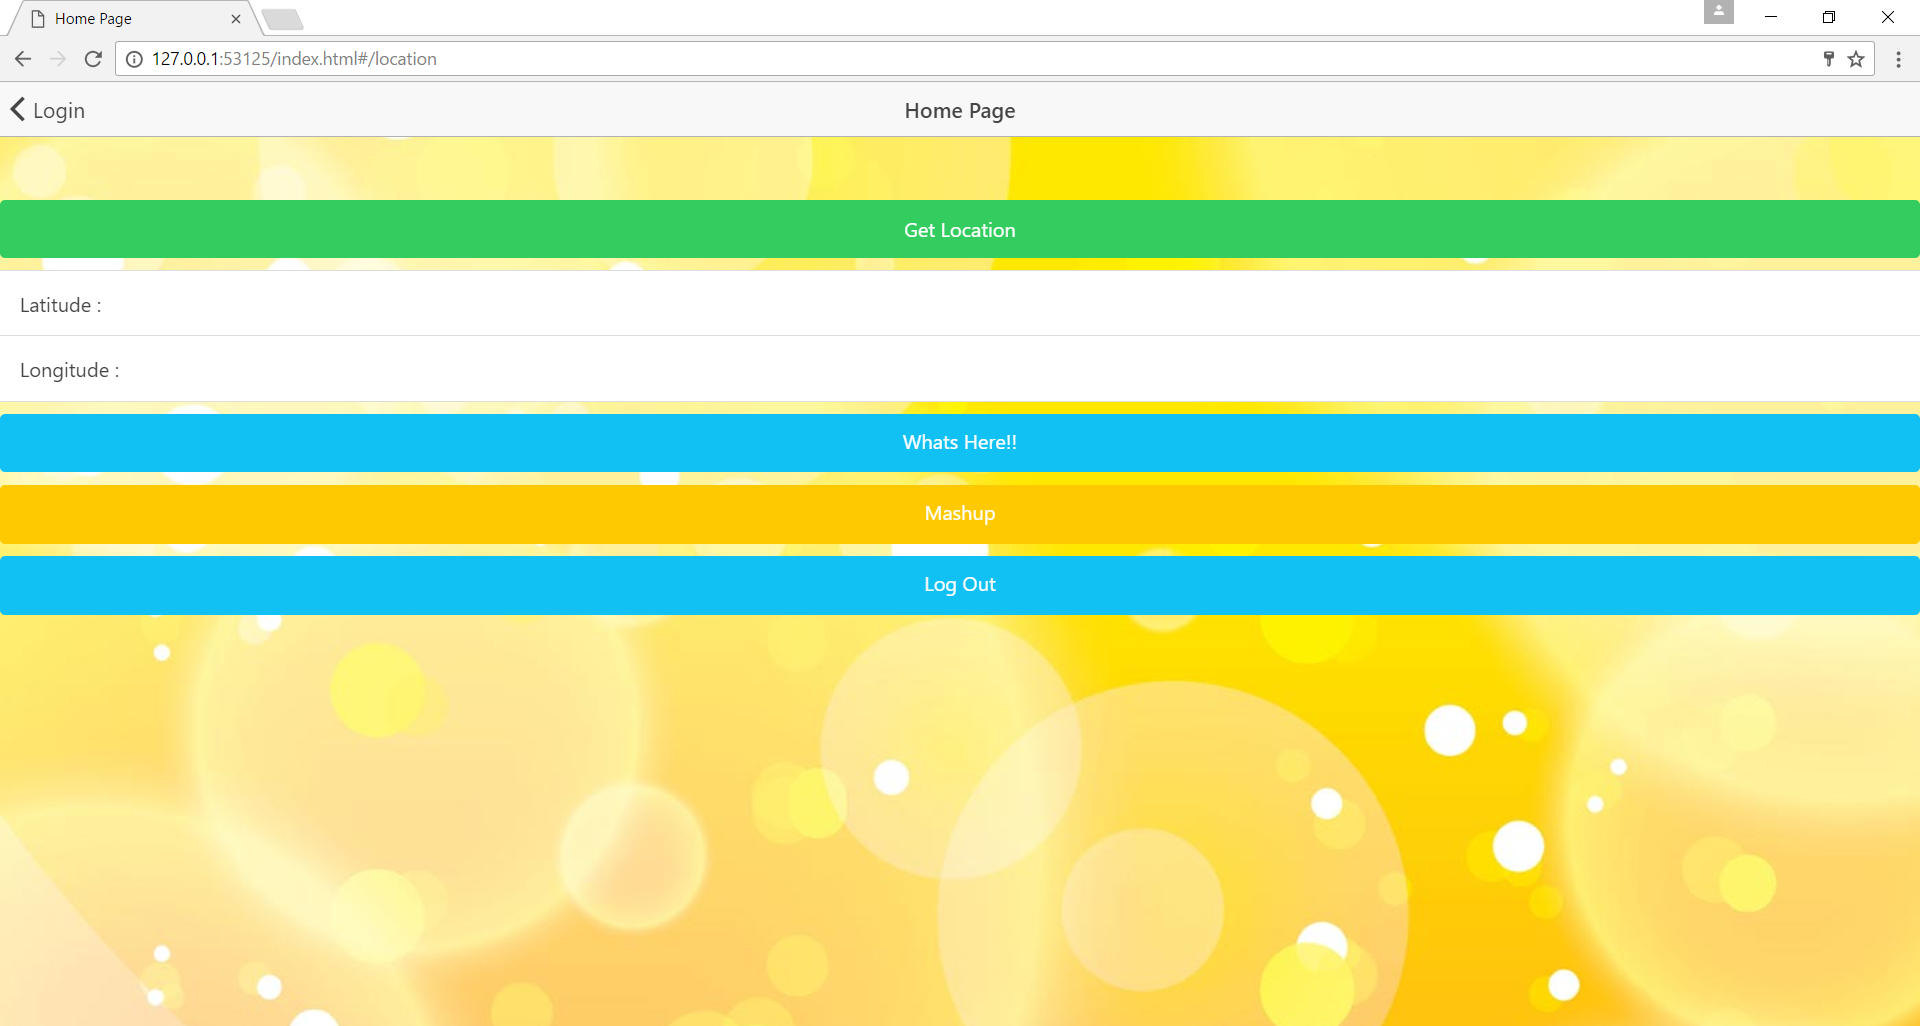 Home Page
127.0.0.1:53125/index.html#/location
Login
Home Page
Get Location
Latitude :
Longitude :
Whats Here!!
Mashup
Log Out